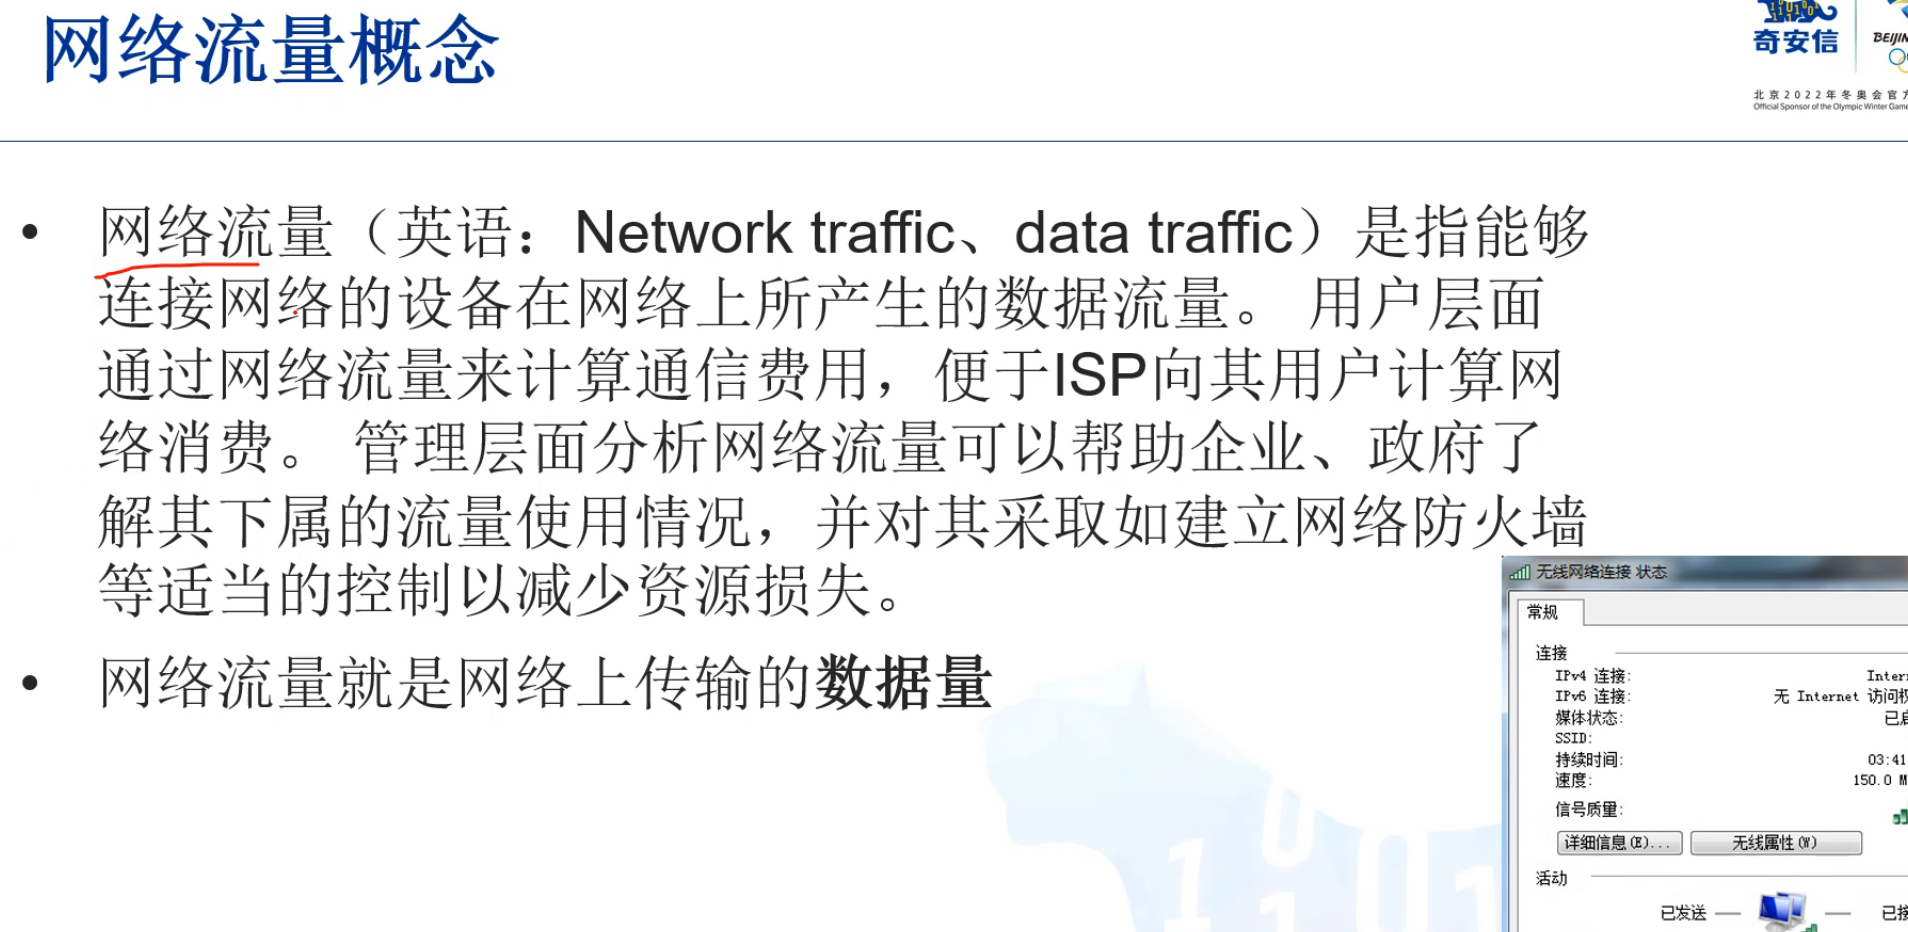 网络流量概念
奇安信
BEIJIN
北京2022年冬奥会官方
Official Sponsor of the Olympic Winter Game
• 网络流量（英语：Network traffic、data traffic）是指能够
连接网络的设备在网络上所产生的数据流量。 用户层面
通过网络流量来计算通信费用，便于ISP向其用户计算网
络消费。 管理层面分析网络流量可以帮助企业、政府了
解其下属的流量使用情况，并对其采取如建立网络防火墙
等适当的控制以减少资源损失。
• 网络流量就是网络上传输的数据量
无线网络连接 状态
常规
连接
IPv4 连接: Inter
IPv6 连接: 无 Internet 访问权
媒体状态: 已启
SSID:
持续时间: 03:41
速度: 150.0 M
信号质量:
详细信息(E)... 无线属性(W)
活动
已发送 — — 已接